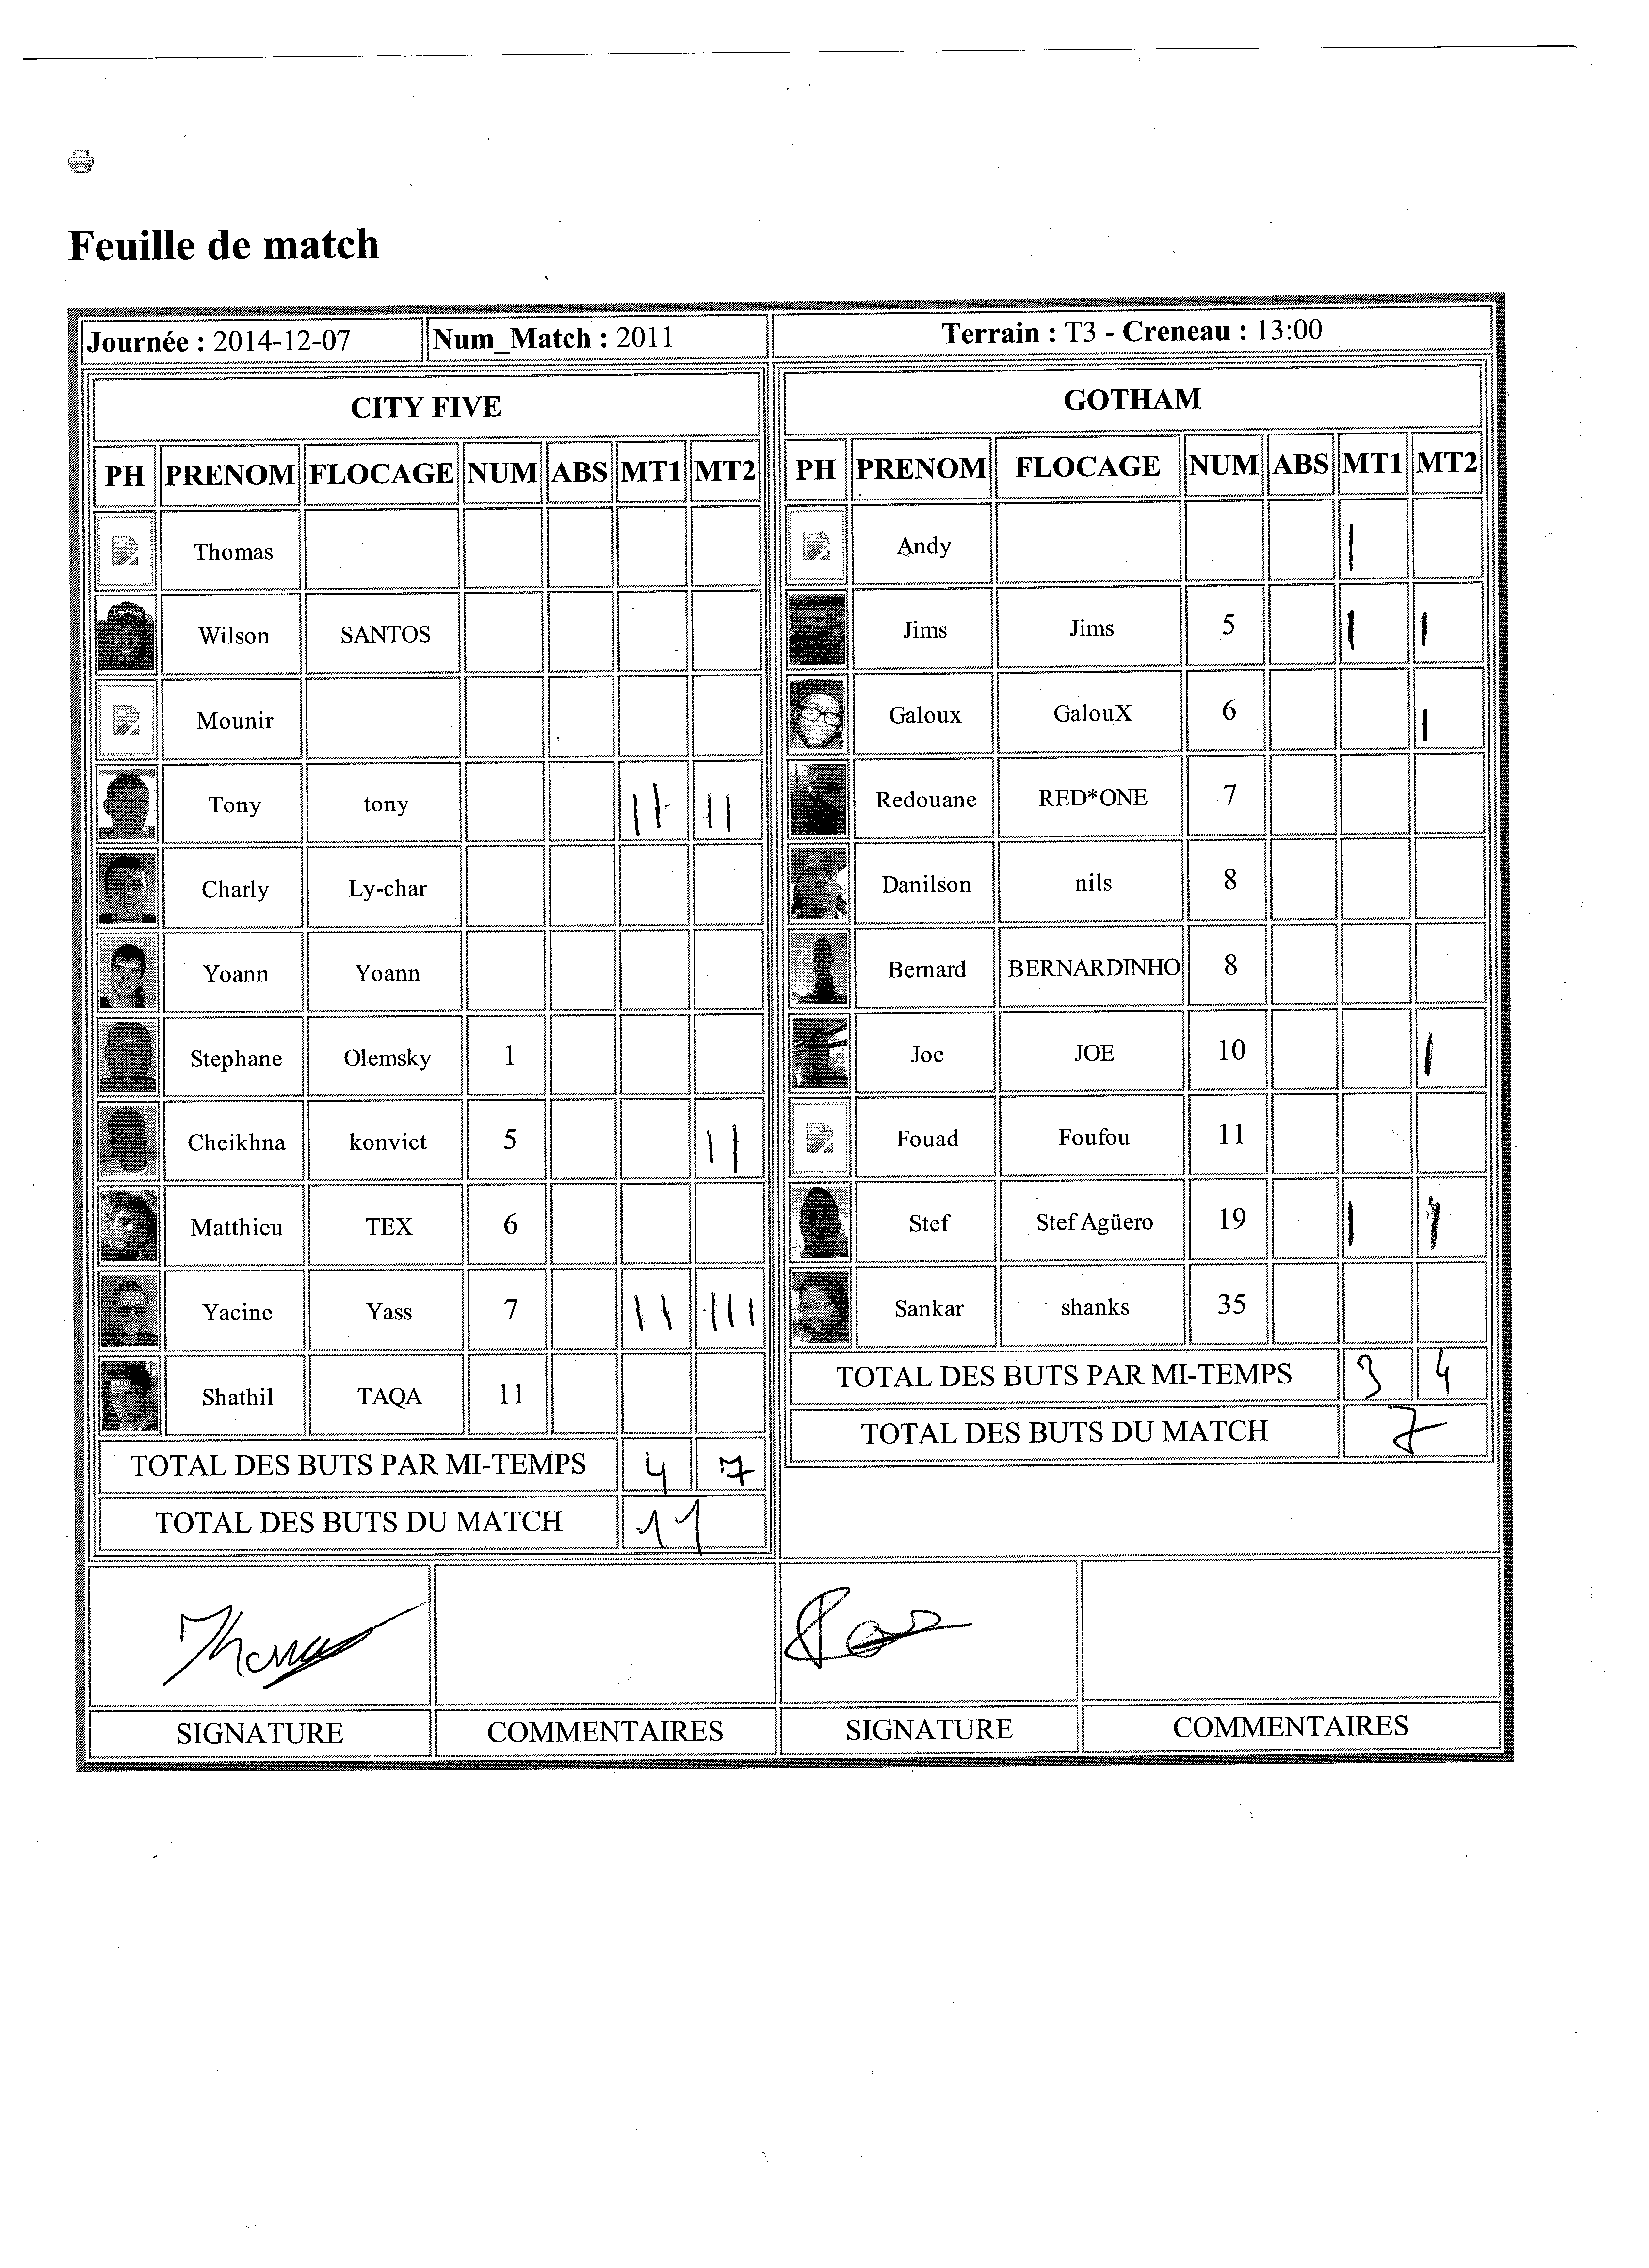 Feuille de match
Journée : 2014-12-07 Num_Match : 2011 Terrain : T3 - Creneau : 13:00
CITY FIVE
PH PRENOM FLOCAGE NUM ABS MT1 MT2
Thomas
Wilson SANTOS
Mounir
Tony tony || ||
Charly Ly-char
Yoann Yoann
Stephane Olemsky 1
Cheikhna konvict 5 ||
Matthieu TEX 6
Yacine Yass 7 || |||
Shathil TAQA 11
TOTAL DES BUTS PAR MI-TEMPS 4 7
TOTAL DES BUTS DU MATCH 11
GOTHAM
PH PRENOM FLOCAGE NUM ABS MT1 MT2
Andy |
Jims Jims 5 | |
Galoux GalouX 6 |
Redouane RED*ONE 7
Danilson nils 8
Bernard BERNARDINHO 8
Joe JOE 10 |
Fouad Foufou 11
Stef Stef Agüero 19 | |
Sankar shanks 35
TOTAL DES BUTS PAR MI-TEMPS 3 4
TOTAL DES BUTS DU MATCH 7
SIGNATURE COMMENTAIRES SIGNATURE COMMENTAIRES